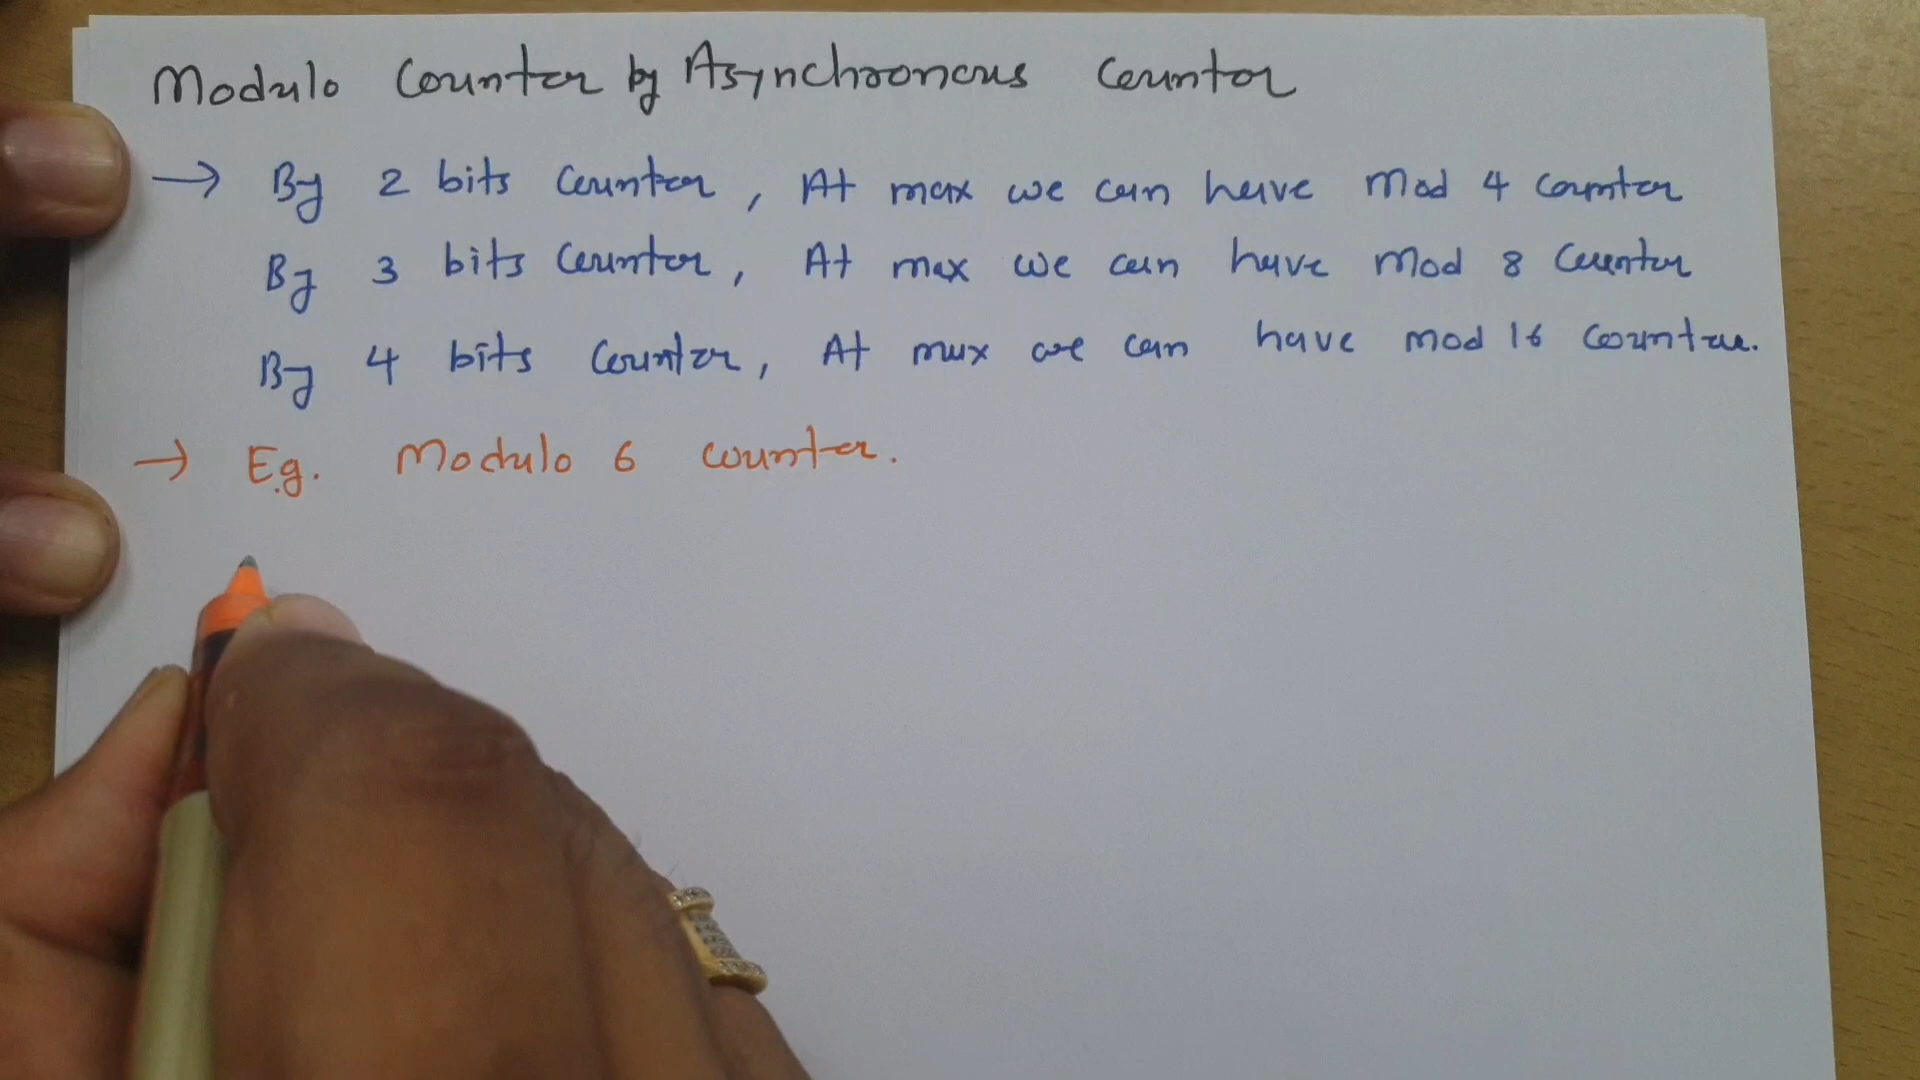 Modulo Counter by Asynchronous Counter
→ By 2 bits Counter, At max we can have Mod 4 Counter
By 3 bits Counter, At max we can have Mod 8 Counter
By 4 bits Counter, At max we can have mod 16 Counter.
→ E.g. Modulo 6 counter.